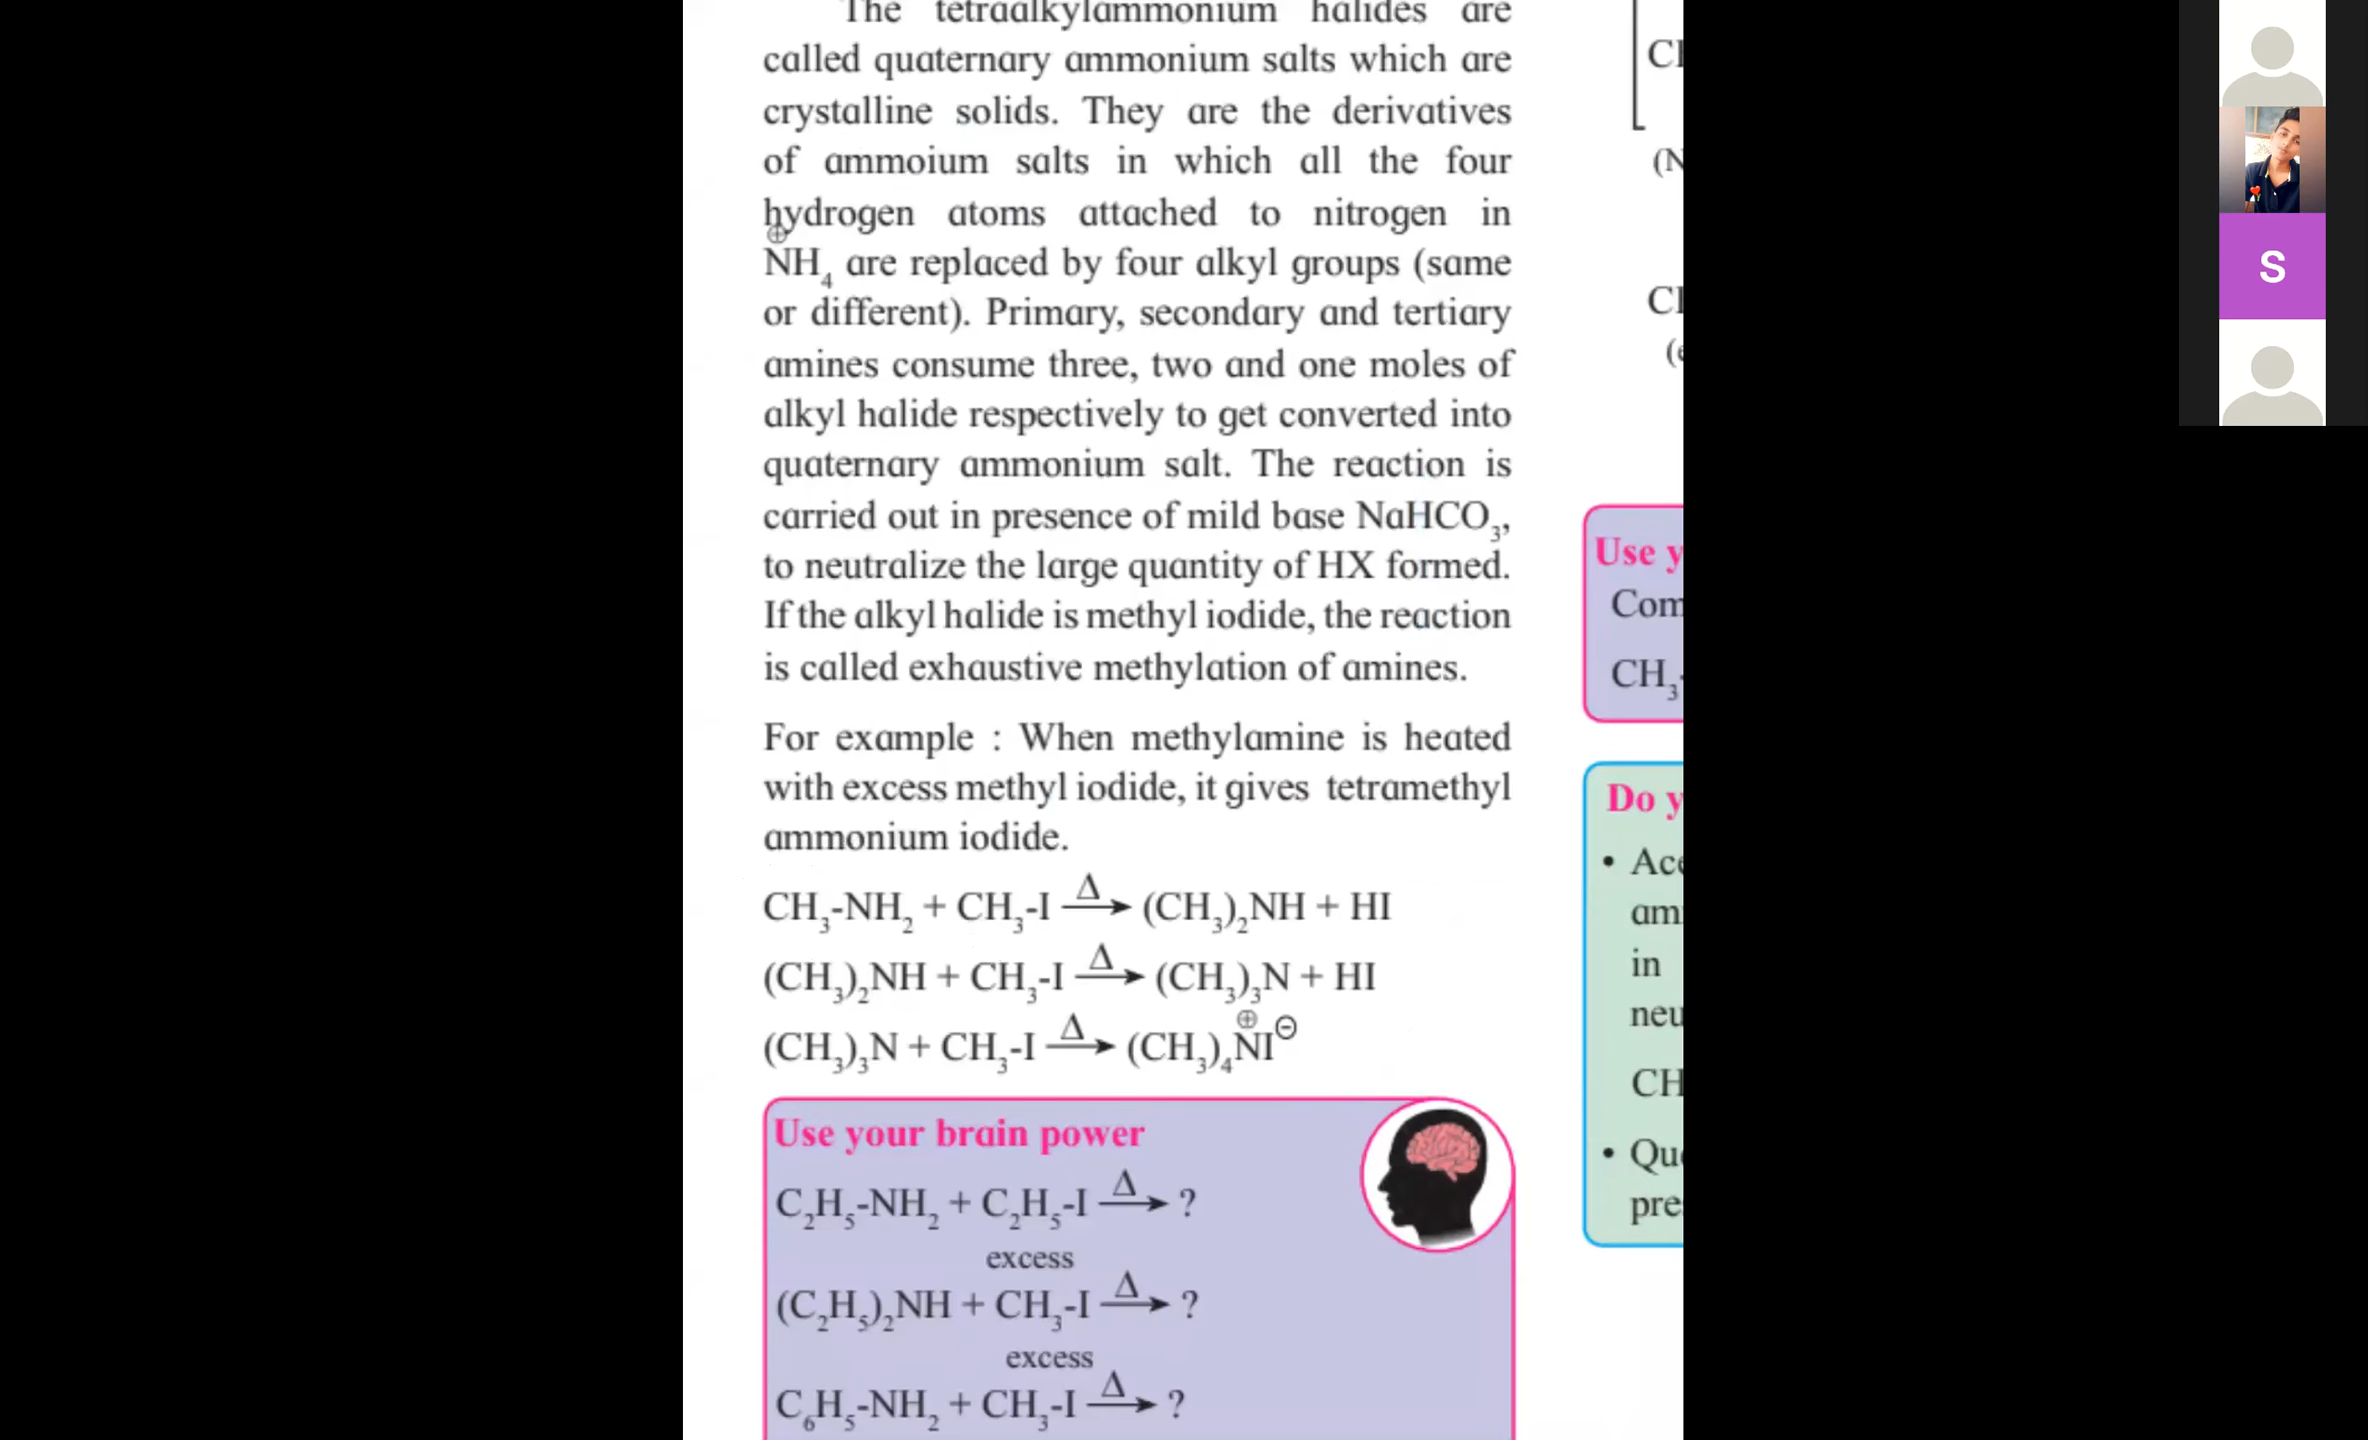 The tetraalkylammonium halides are
called quaternary ammonium salts which are
crystalline solids. They are the derivatives
of ammoium salts in which all the four
hydrogen atoms attached to nitrogen in
⊕
NH₄ are replaced by four alkyl groups (same
or different). Primary, secondary and tertiary
amines consume three, two and one moles of
alkyl halide respectively to get converted into
quaternary ammonium salt. The reaction is
carried out in presence of mild base NaHCO₃,
to neutralize the large quantity of HX formed.
If the alkyl halide is methyl iodide, the reaction
is called exhaustive methylation of amines.
For example : When methylamine is heated
with excess methyl iodide, it gives tetramethyl
ammonium iodide.
CH₃-NH₂ + CH₃-I Δ→ (CH₃)₂NH + HI
(CH₃)₂NH + CH₃-I Δ→ (CH₃)₃N + HI
⊕
(CH₃)₃N + CH₃-I Δ→ (CH₃)₄NI⊖
Use your brain power
C₂H₅-NH₂ + C₂H₅-I Δ→ ?
excess
(C₂H₅)₂NH + CH₃-I Δ→ ?
excess
C₆H₅-NH₂ + CH₃-I Δ→ ?
(N
Use y
Com
CH₃-
Do y
• Ace
am
in
neu
CH
• Qu
pre
S